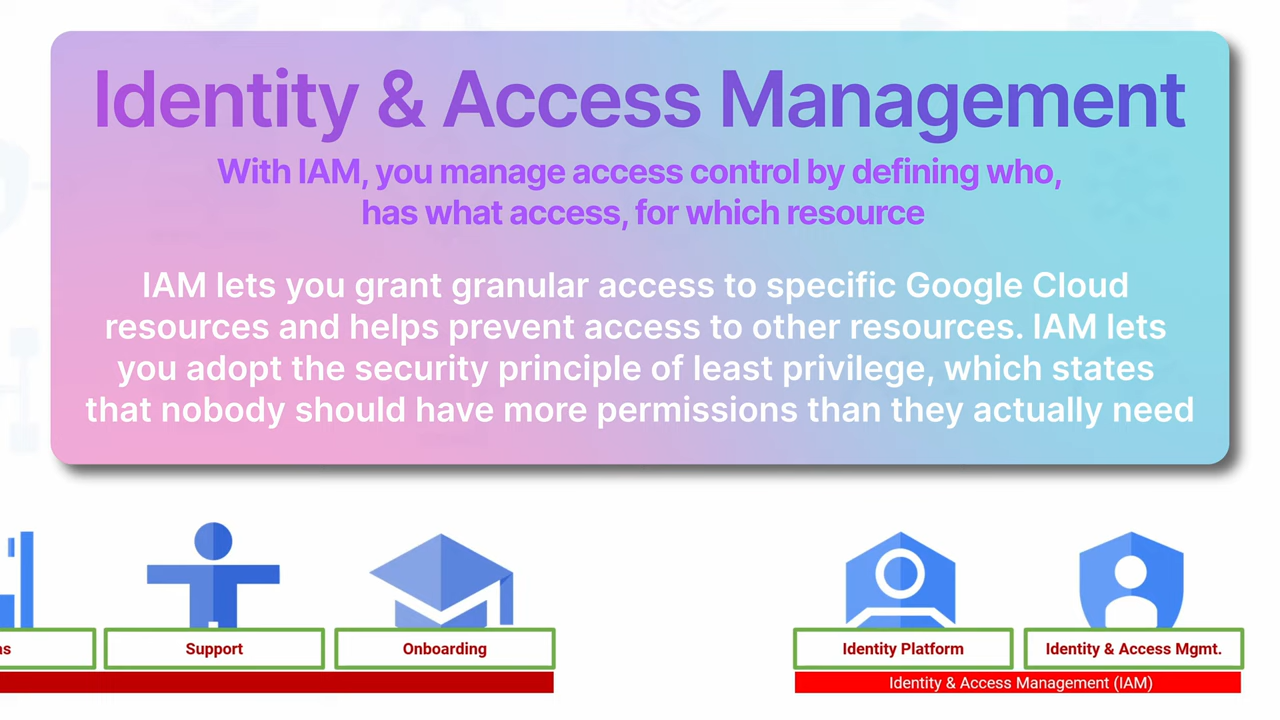 Identity & Access Management
With IAM, you manage access control by defining who,
has what access, for which resource
IAM lets you grant granular access to specific Google Cloud
resources and helps prevent access to other resources. IAM lets
you adopt the security principle of least privilege, which states
that nobody should have more permissions than they actually need
Support
Onboarding
Identity Platform
Identity & Access Mgmt.
Identity & Access Management (IAM)